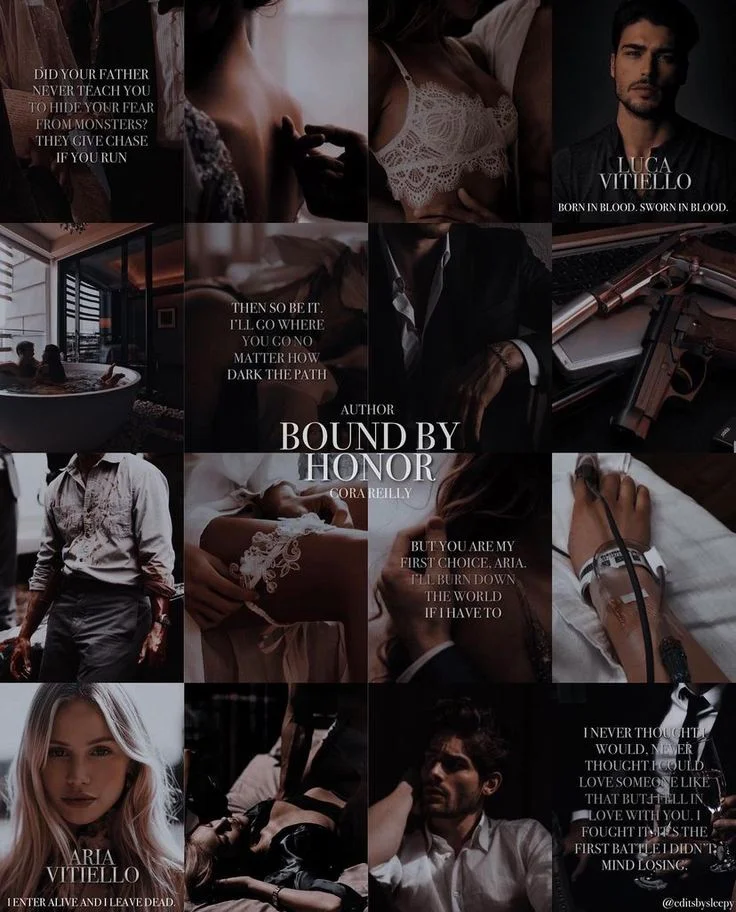 DID YOUR FATHER
NEVER TEACH YOU
TO HIDE YOUR FEAR
FROM MONSTERS?
THEY GIVE CHASE
IF YOU RUN
LUCA
VITIELLO
BORN IN BLOOD. SWORN IN BLOOD.
THEN SO BE IT.
I'LL GO WHERE
YOU GO NO
MATTER HOW
DARK THE PATH
AUTHOR
BOUND BY
HONOR
CORA REILLY
BUT YOU ARE MY
FIRST CHOICE, ARIA.
I'LL BURN DOWN
THE WORLD
IF I HAVE TO
ARIA
VITIELLO
I ENTER ALIVE AND I LEAVE DEAD.
I NEVER THOUGHT I
WOULD, NEVER
THOUGHT I COULD
LOVE SOMEONE LIKE
THAT BUT I FELL IN
LOVE WITH YOU. I
FOUGHT IT. IT'S THE
FIRST BATTLE I DIDN'T
MIND LOSING.
@editsbysleepy